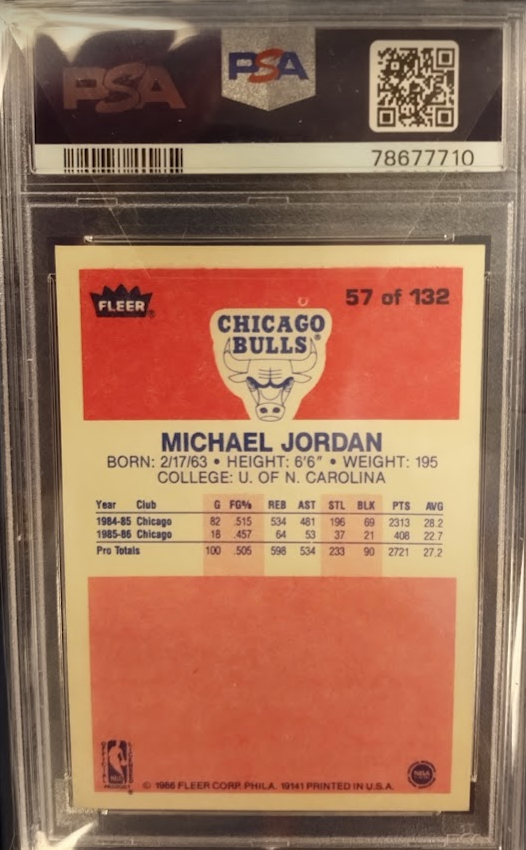 PSA PSA
78677710
FLEER® 57 of 132
CHICAGO
BULLS®
MICHAEL JORDAN
BORN: 2/17/63 • HEIGHT: 6'6" • WEIGHT: 195
COLLEGE: U. OF N. CAROLINA
Year Club G FG% REB AST STL BLK PTS AVG
1984-85 Chicago 82 .515 534 481 196 69 2313 28.2
1985-86 Chicago 18 .457 64 53 37 21 408 22.7
Pro Totals 100 .505 598 534 233 90 2721 27.2
© 1986 FLEER CORP. PHILA. 19141 PRINTED IN U.S.A.